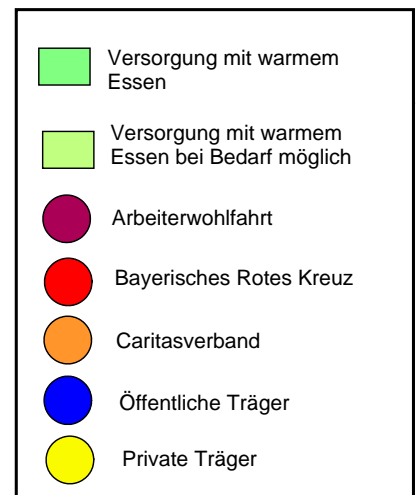 Versorgung mit warmem
Essen
Versorgung mit warmem
Essen bei Bedarf möglich
Arbeiterwohlfahrt
Bayerisches Rotes Kreuz
Caritasverband
Öffentliche Träger
Private Träger